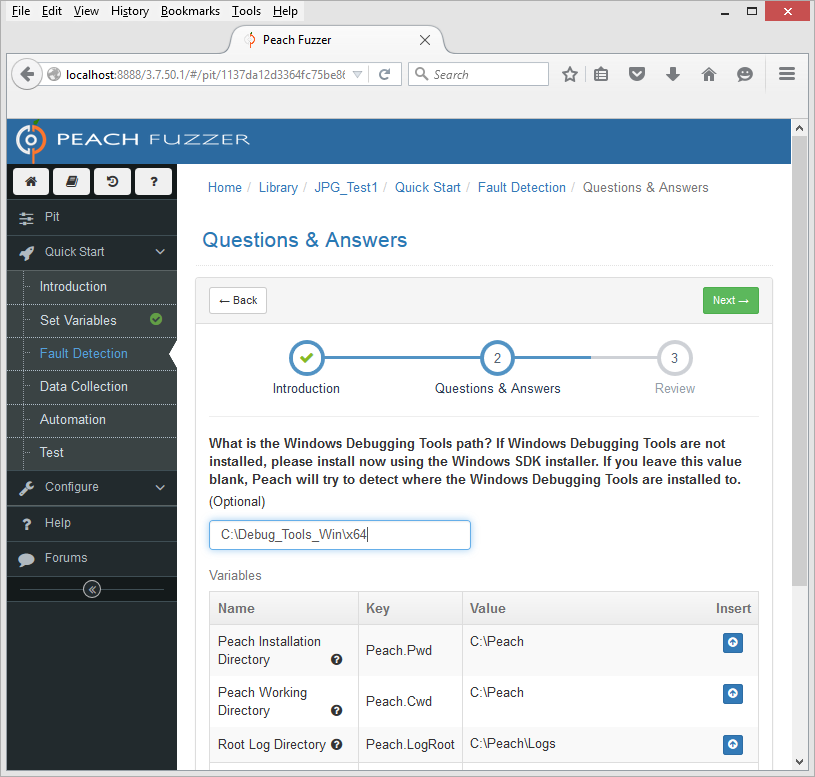 File Edit View History Bookmarks Tools Help
Peach Fuzzer
localhost:8888/3.7.50.1/#/pit/1137da12d3364fc75be86
Search
PEACH FUZZER
Home / Library / JPG_Test1 / Quick Start / Fault Detection / Questions & Answers
Pit
Quick Start
Introduction
Set Variables
Fault Detection
Data Collection
Automation
Test
Configure
Help
Forums
Questions & Answers
← Back
Next →
2
3
Introduction
Questions & Answers
Review
What is the Windows Debugging Tools path? If Windows Debugging Tools are not
installed, please install now using the Windows SDK installer. If you leave this value
blank, Peach will try to detect where the Windows Debugging Tools are installed to.
(Optional)
C:\Debug_Tools_Win\x64
Variables
Name Key Value Insert
Peach Installation
Directory ? Peach.Pwd C:\Peach
Peach Working
Directory ? Peach.Cwd C:\Peach
Root Log Directory ? Peach.LogRoot C:\Peach\Logs